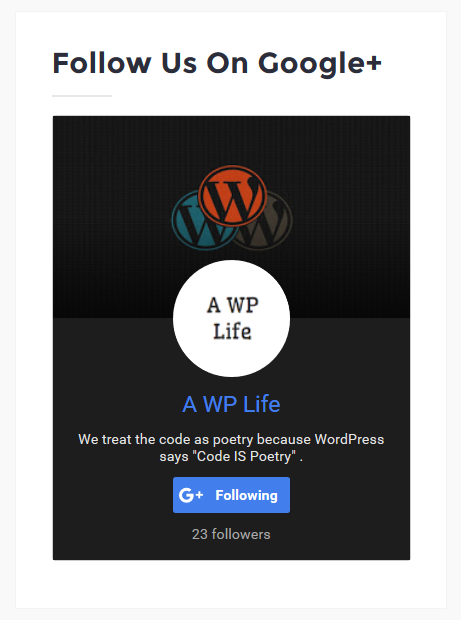 Follow Us On Google+
A WP
Life
A WP Life
We treat the code as poetry because WordPress
says "Code IS Poetry" .
G+ Following
23 followers